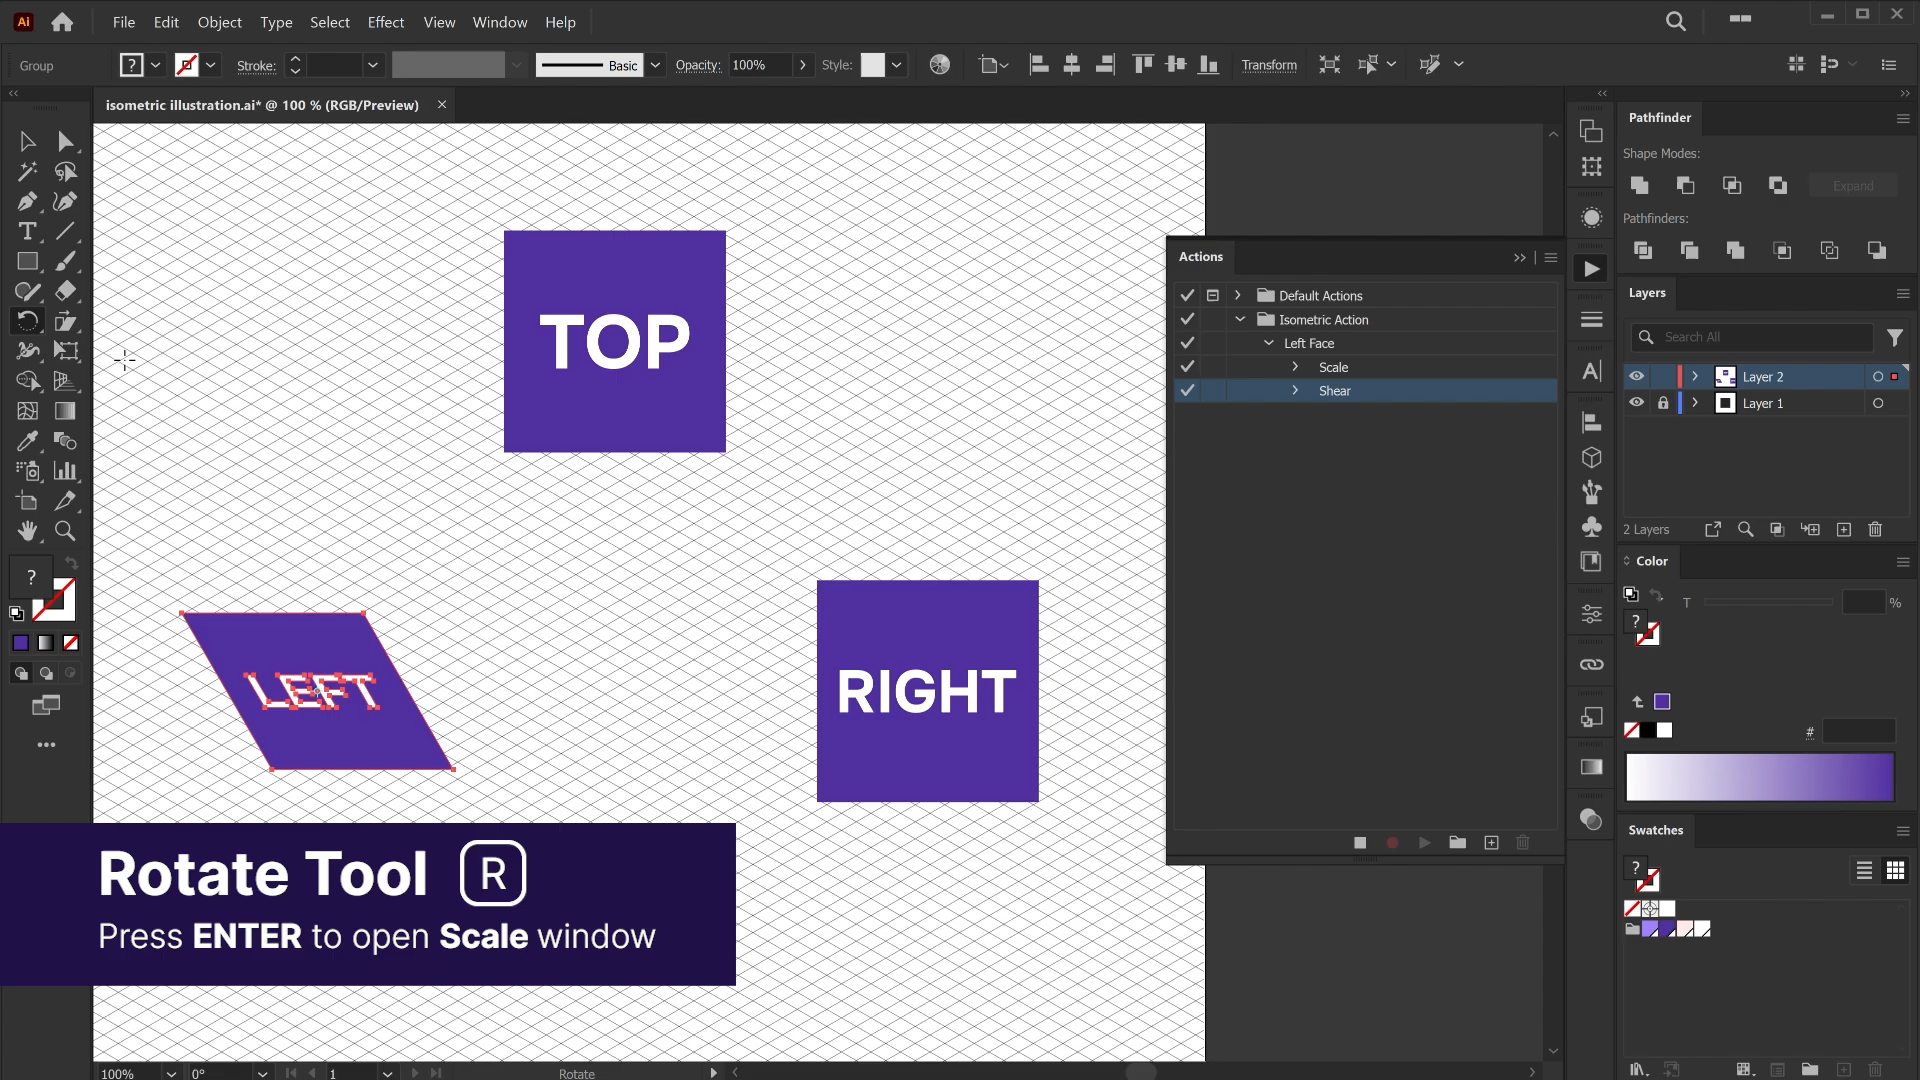 Ai File Edit Object Type Select Effect View Window Help
Group ? Stroke: Basic Opacity: 100% Style: Transform
isometric illustration.ai* @ 100 % (RGB/Preview)
Pathfinder
Shape Modes:
Expand
Pathfinders:
TOP
Actions
Default Actions
Isometric Action
Left Face
Scale
Shear
Layers
Search All
Layer 2
Layer 1
2 Layers
?
LEFT
RIGHT
Color
T %
?
#
Swatches
?
Rotate Tool R
Press ENTER to open Scale window
100% 0° 1 Rotate